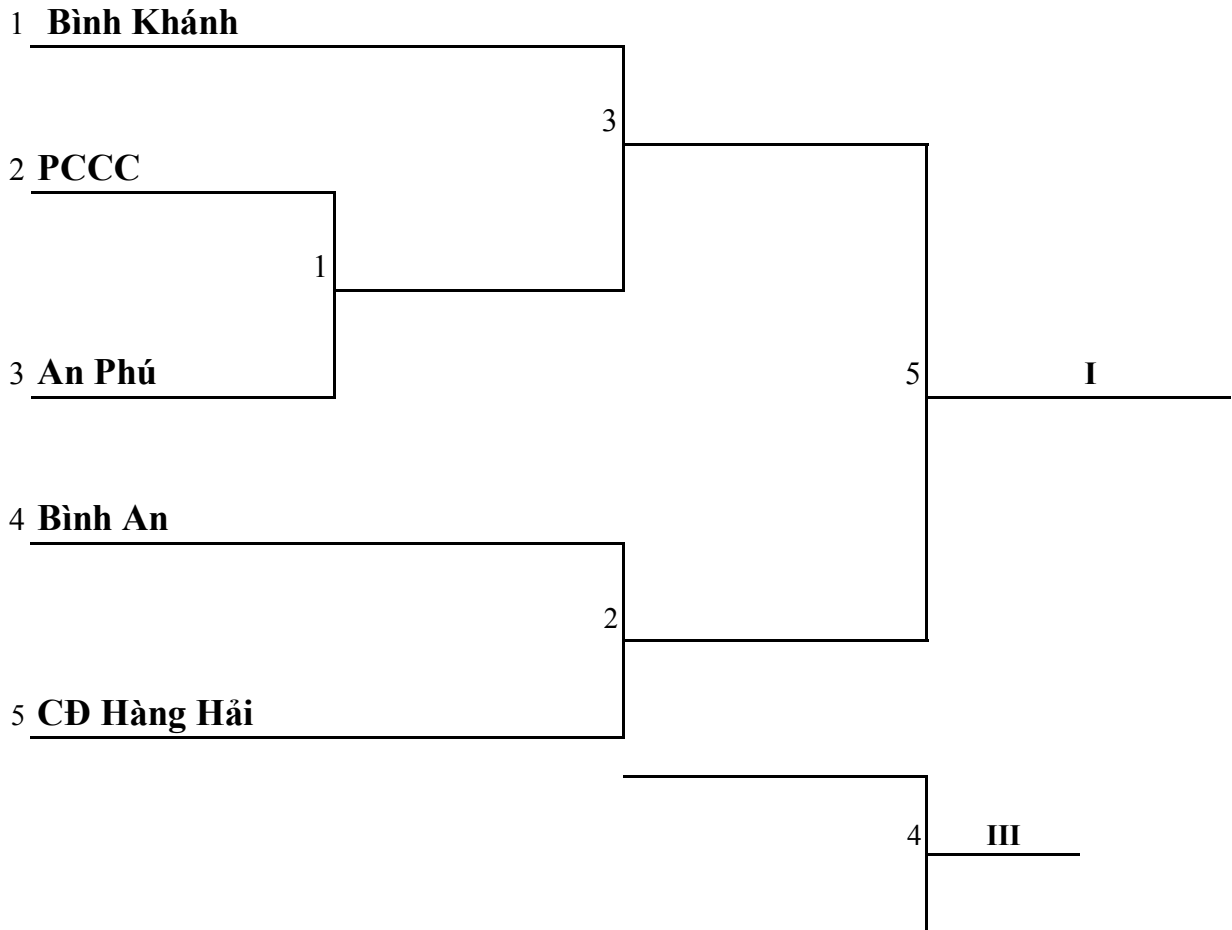 1 Bình Khánh
3
2 PCCC
1
3 An Phú
5 I
4 Bình An
2
5 CĐ Hàng Hải
4 III